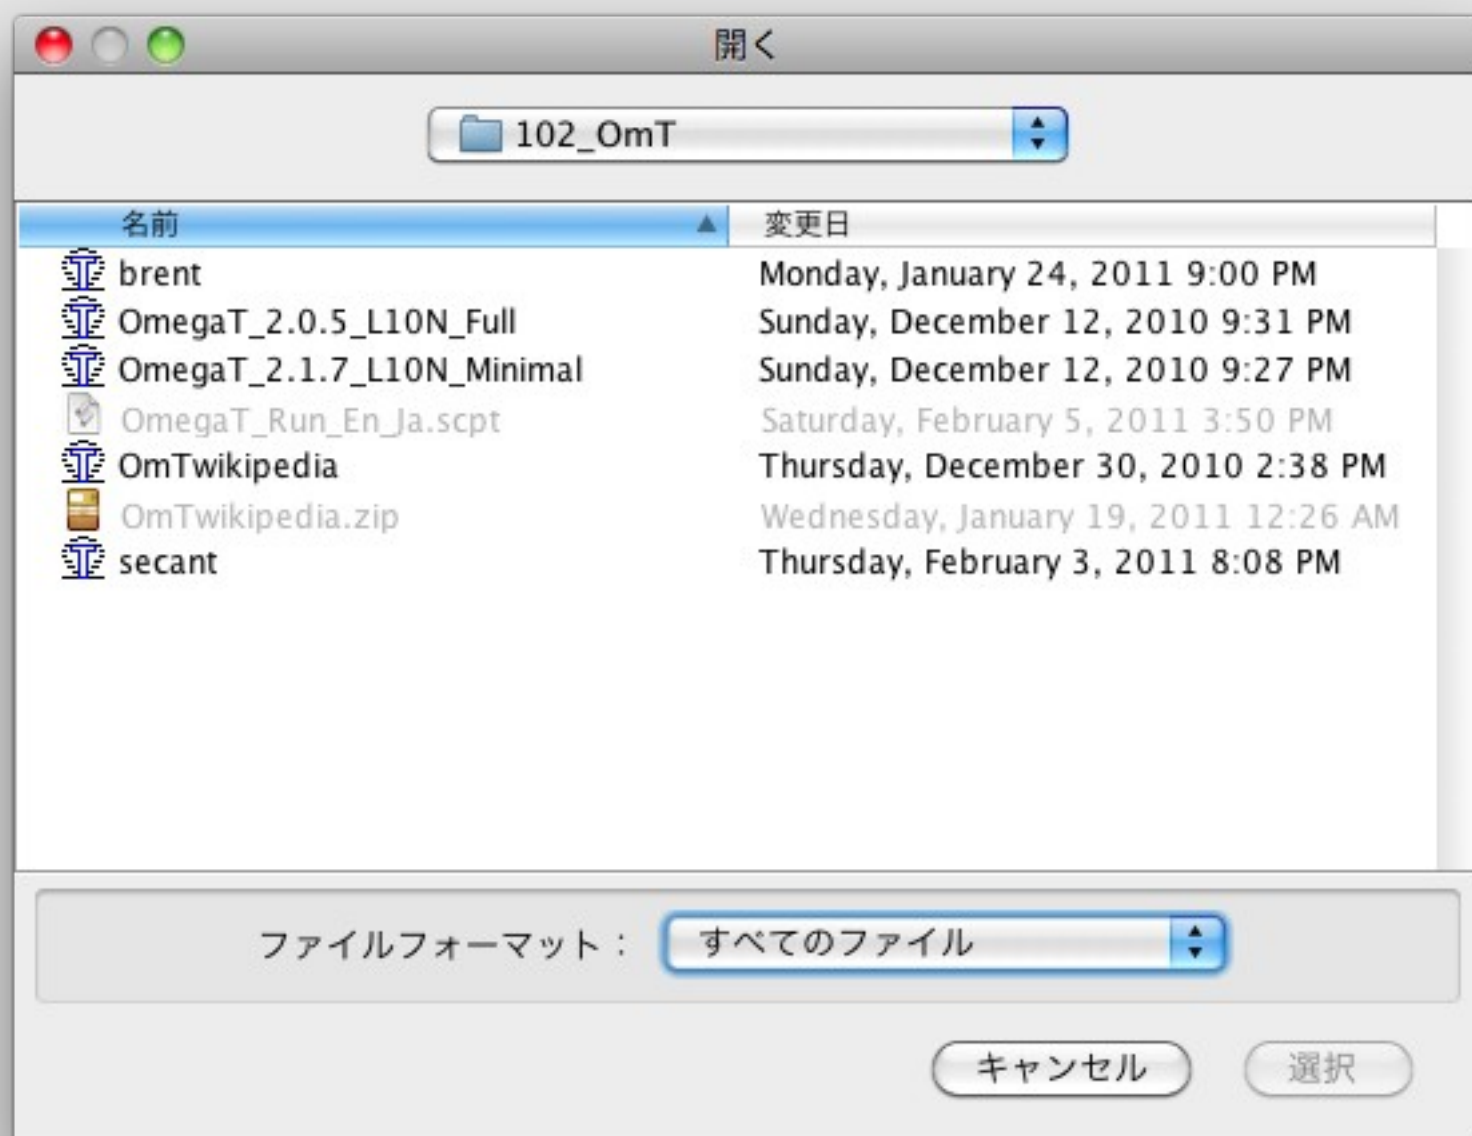 開く
102_OmT
名前 変更日
brent Monday, January 24, 2011 9:00 PM
OmegaT_2.0.5_L10N_Full Sunday, December 12, 2010 9:31 PM
OmegaT_2.1.7_L10N_Minimal Sunday, December 12, 2010 9:27 PM
OmegaT_Run_En_Ja.scpt Saturday, February 5, 2011 3:50 PM
OmTwikipedia Thursday, December 30, 2010 2:38 PM
OmTwikipedia.zip Wednesday, January 19, 2011 12:26 AM
secant Thursday, February 3, 2011 8:08 PM
ファイルフォーマット： すべてのファイル
キャンセル 選択